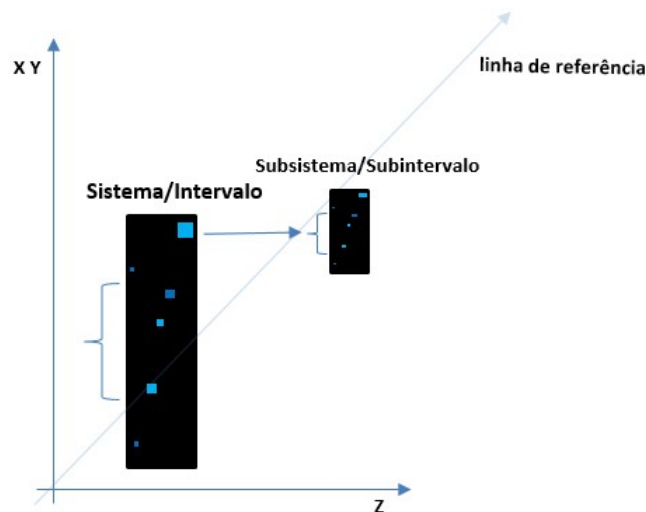 X Y
linha de referência
Subsistema/Subintervalo
Sistema/Intervalo
Z